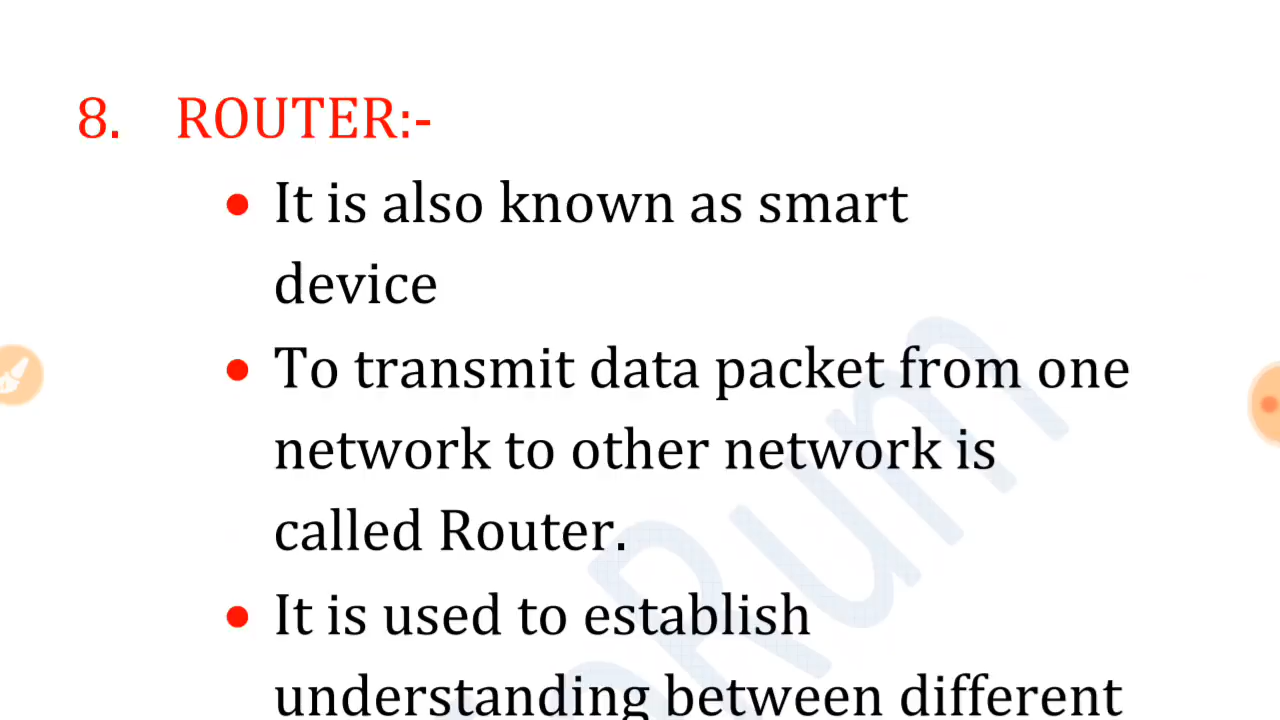 8. ROUTER:-
• It is also known as smart
device
• To transmit data packet from one
network to other network is
called Router.
• It is used to establish
understanding between different
Rum